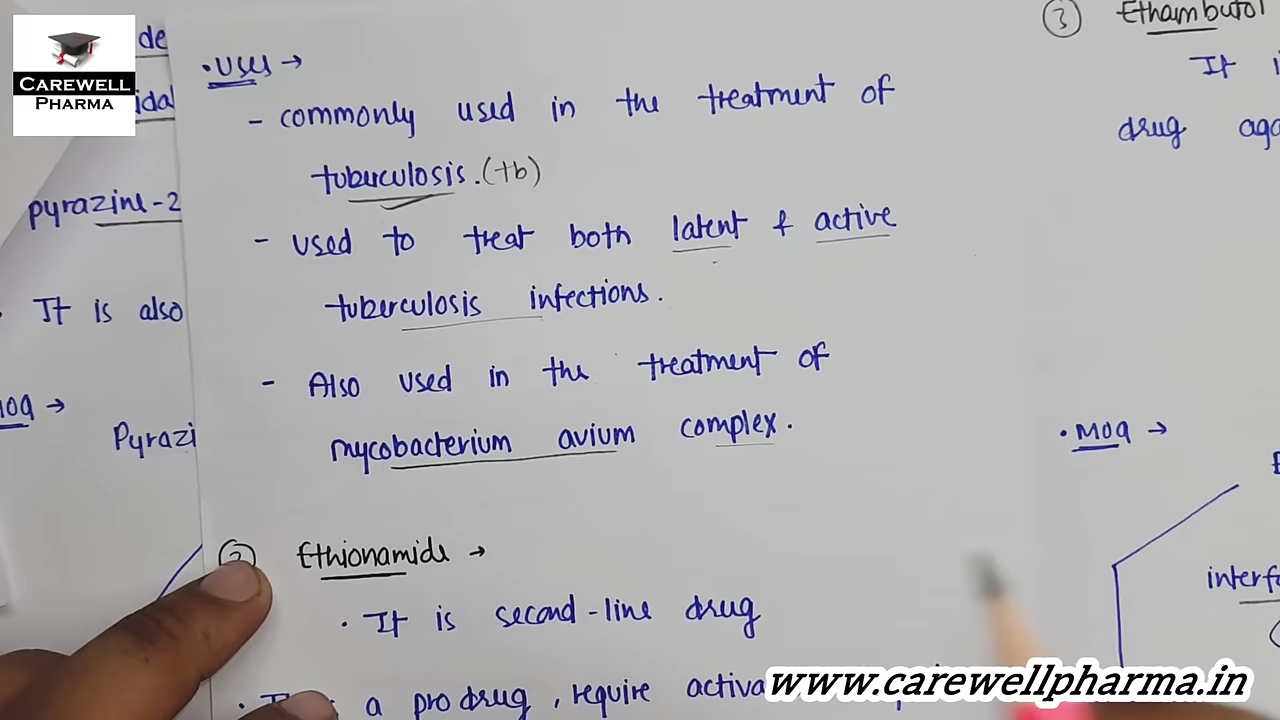 CAREWELL
PHARMA
de
idal
pyrazine-2
It is also
MOA →
Pyrazi
• Uses →
- commonly used in the treatment of
tuberculosis. (tb)
- used to treat both latent & active
tuberculosis infections.
- Also used in the treatment of
mycobacterium avium complex.
② Ethionamide →
• It is second-line drug
• a prodrug, require activa
③ Ethambutol
It i
drug aga
• MOA →
E
interf
www.carewellpharma.in